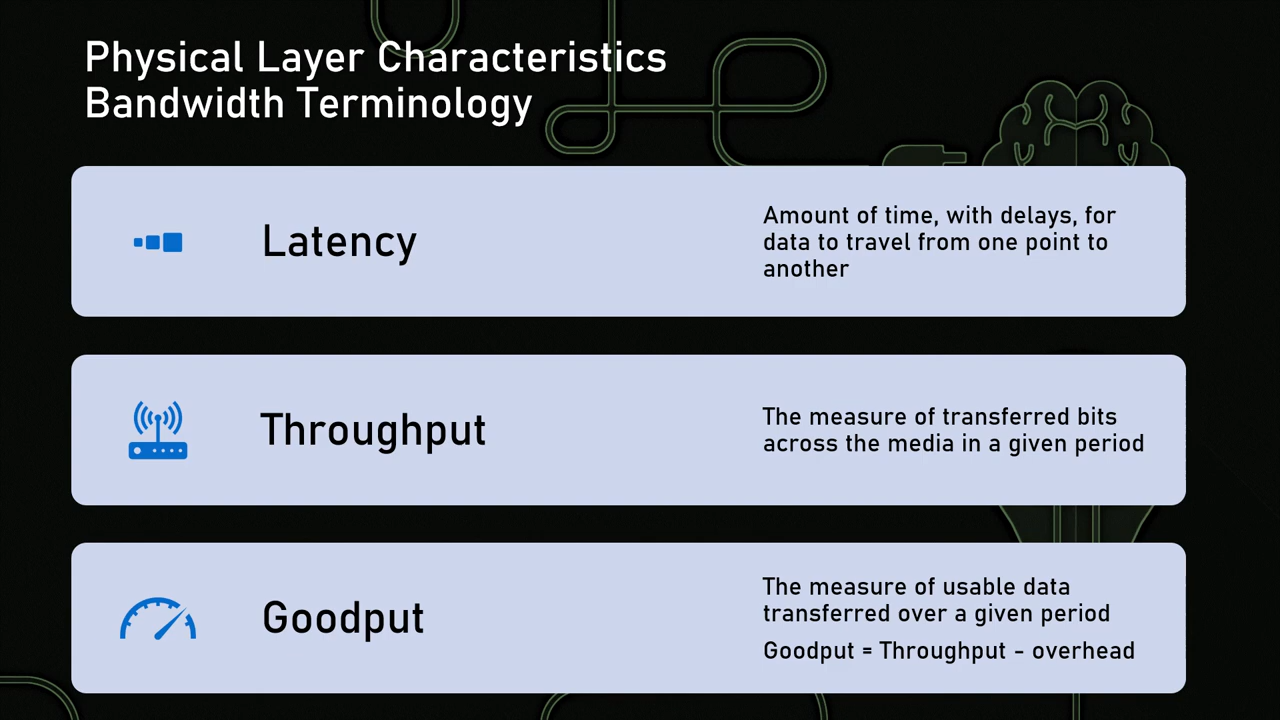 Physical Layer Characteristics
Bandwidth Terminology
Latency
Amount of time, with delays, for
data to travel from one point to
another
Throughput
The measure of transferred bits
across the media in a given period
Goodput
The measure of usable data
transferred over a given period
Goodput = Throughput - overhead